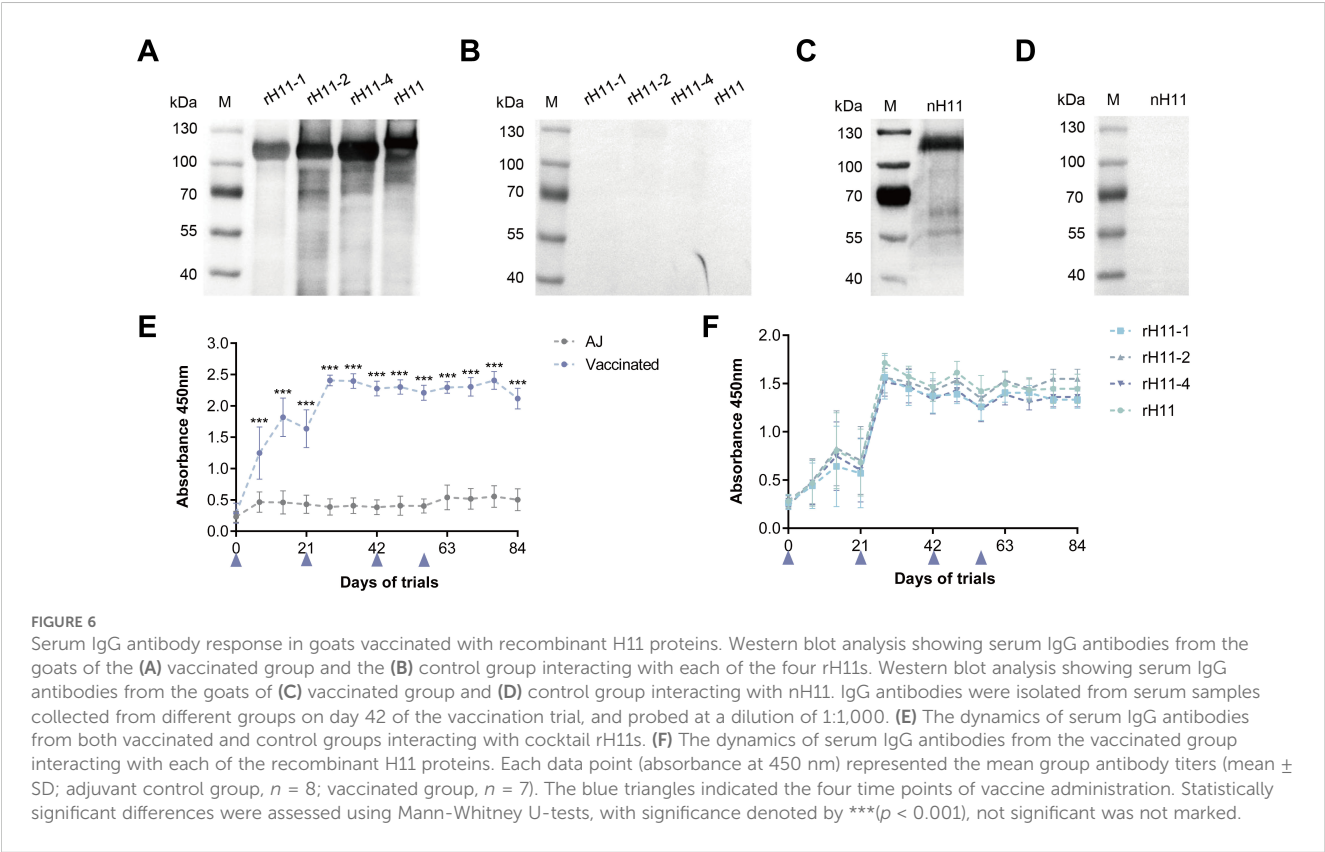 A
B
C
D
kDa M rH11-1 rH11-2 rH11-4 rH11
130
100
70
55
40
kDa M rH11-1 rH11-2 rH11-4 rH11
130
100
70
55
40
kDa M nH11
130
100
70
55
40
kDa M nH11
130
100
70
55
40
E
Absorbance 450nm
3.0
2.5
2.0
1.5
1.0
0.5
0.0
*** *** *** *** *** *** *** *** *** *** *** ***
0 21 42 63 84
Days of trials
AJ
Vaccinated
F
Absorbance 450nm
2.0
1.5
1.0
0.5
0.0
0 21 42 63 84
Days of trials
rH11-1
rH11-2
rH11-4
rH11
FIGURE 6
Serum IgG antibody response in goats vaccinated with recombinant H11 proteins. Western blot analysis showing serum IgG antibodies from the
goats of the (A) vaccinated group and the (B) control group interacting with each of the four rH11s. Western blot analysis showing serum IgG
antibodies from the goats of (C) vaccinated group and (D) control group interacting with nH11. IgG antibodies were isolated from serum samples
collected from different groups on day 42 of the vaccination trial, and probed at a dilution of 1:1,000. (E) The dynamics of serum IgG antibodies
from both vaccinated and control groups interacting with cocktail rH11s. (F) The dynamics of serum IgG antibodies from the vaccinated group
interacting with each of the recombinant H11 proteins. Each data point (absorbance at 450 nm) represented the mean group antibody titers (mean ±
SD; adjuvant control group, n = 8; vaccinated group, n = 7). The blue triangles indicated the four time points of vaccine administration. Statistically
significant differences were assessed using Mann-Whitney U-tests, with significance denoted by ***(p < 0.001), not significant was not marked.